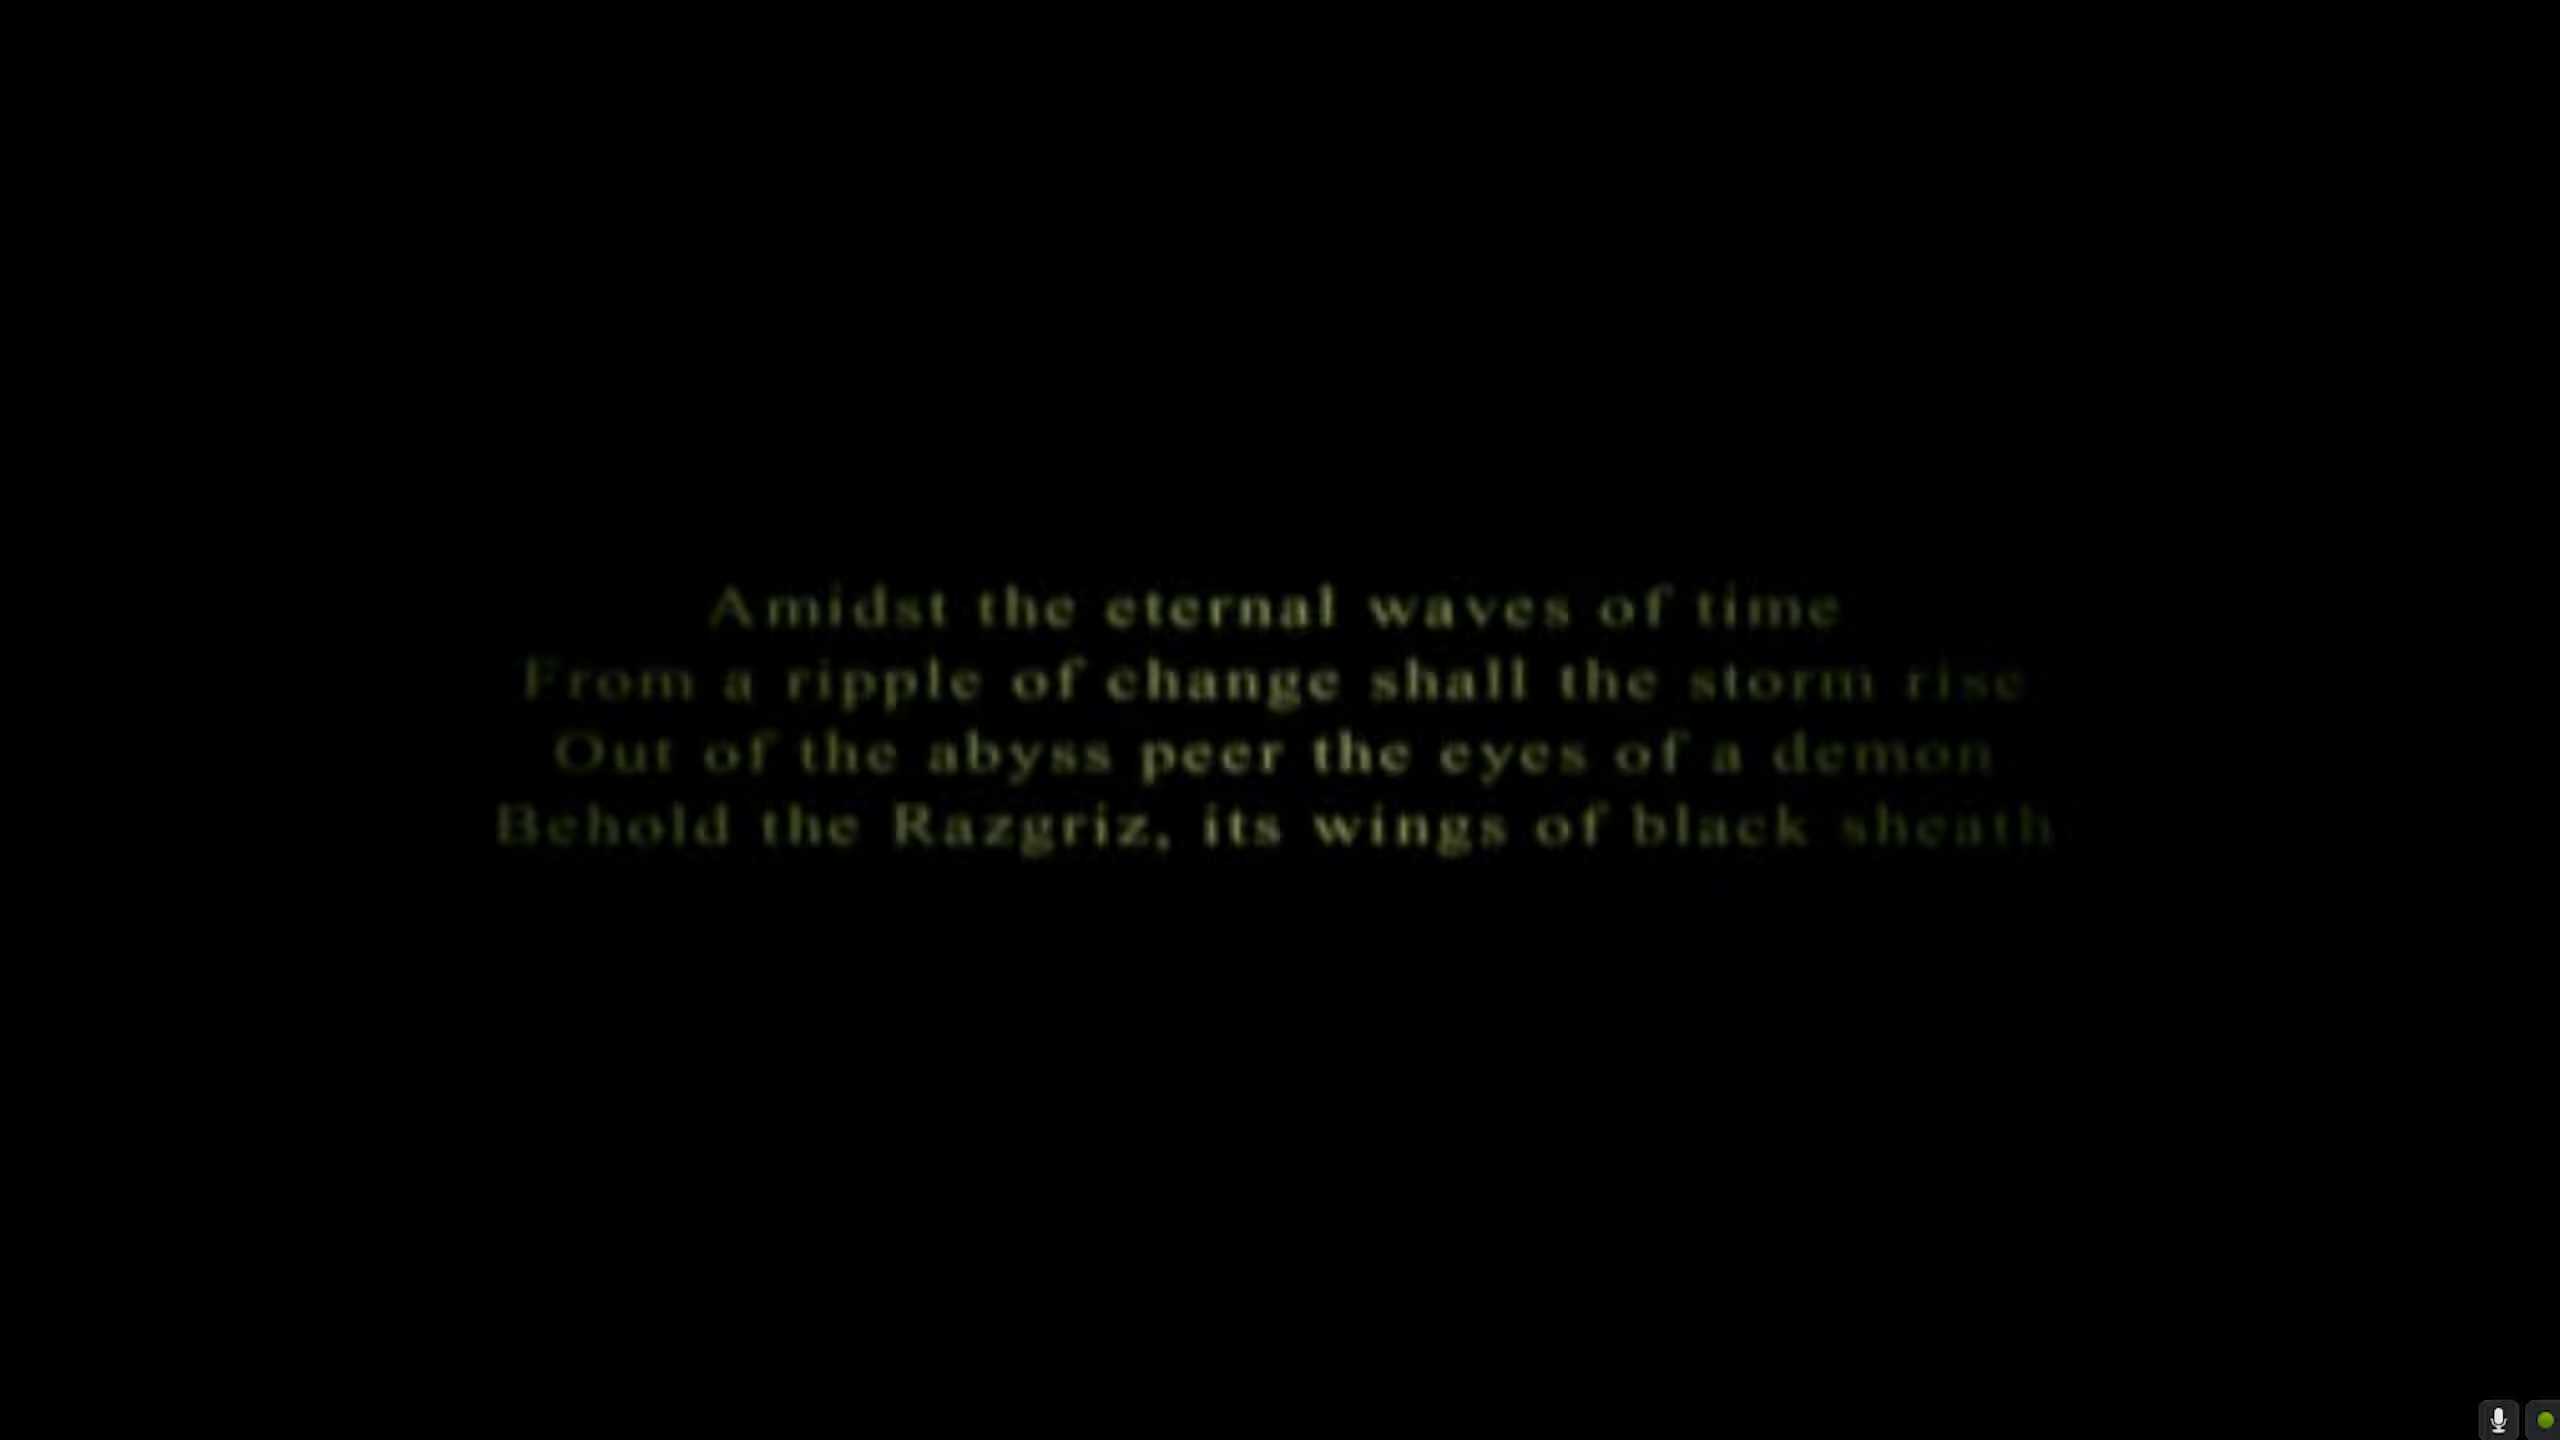 Amidst the eternal waves of time
From a ripple of change shall the storm rise
Out of the abyss peer the eyes of a demon
Behold the Razgriz, its wings of black sheath